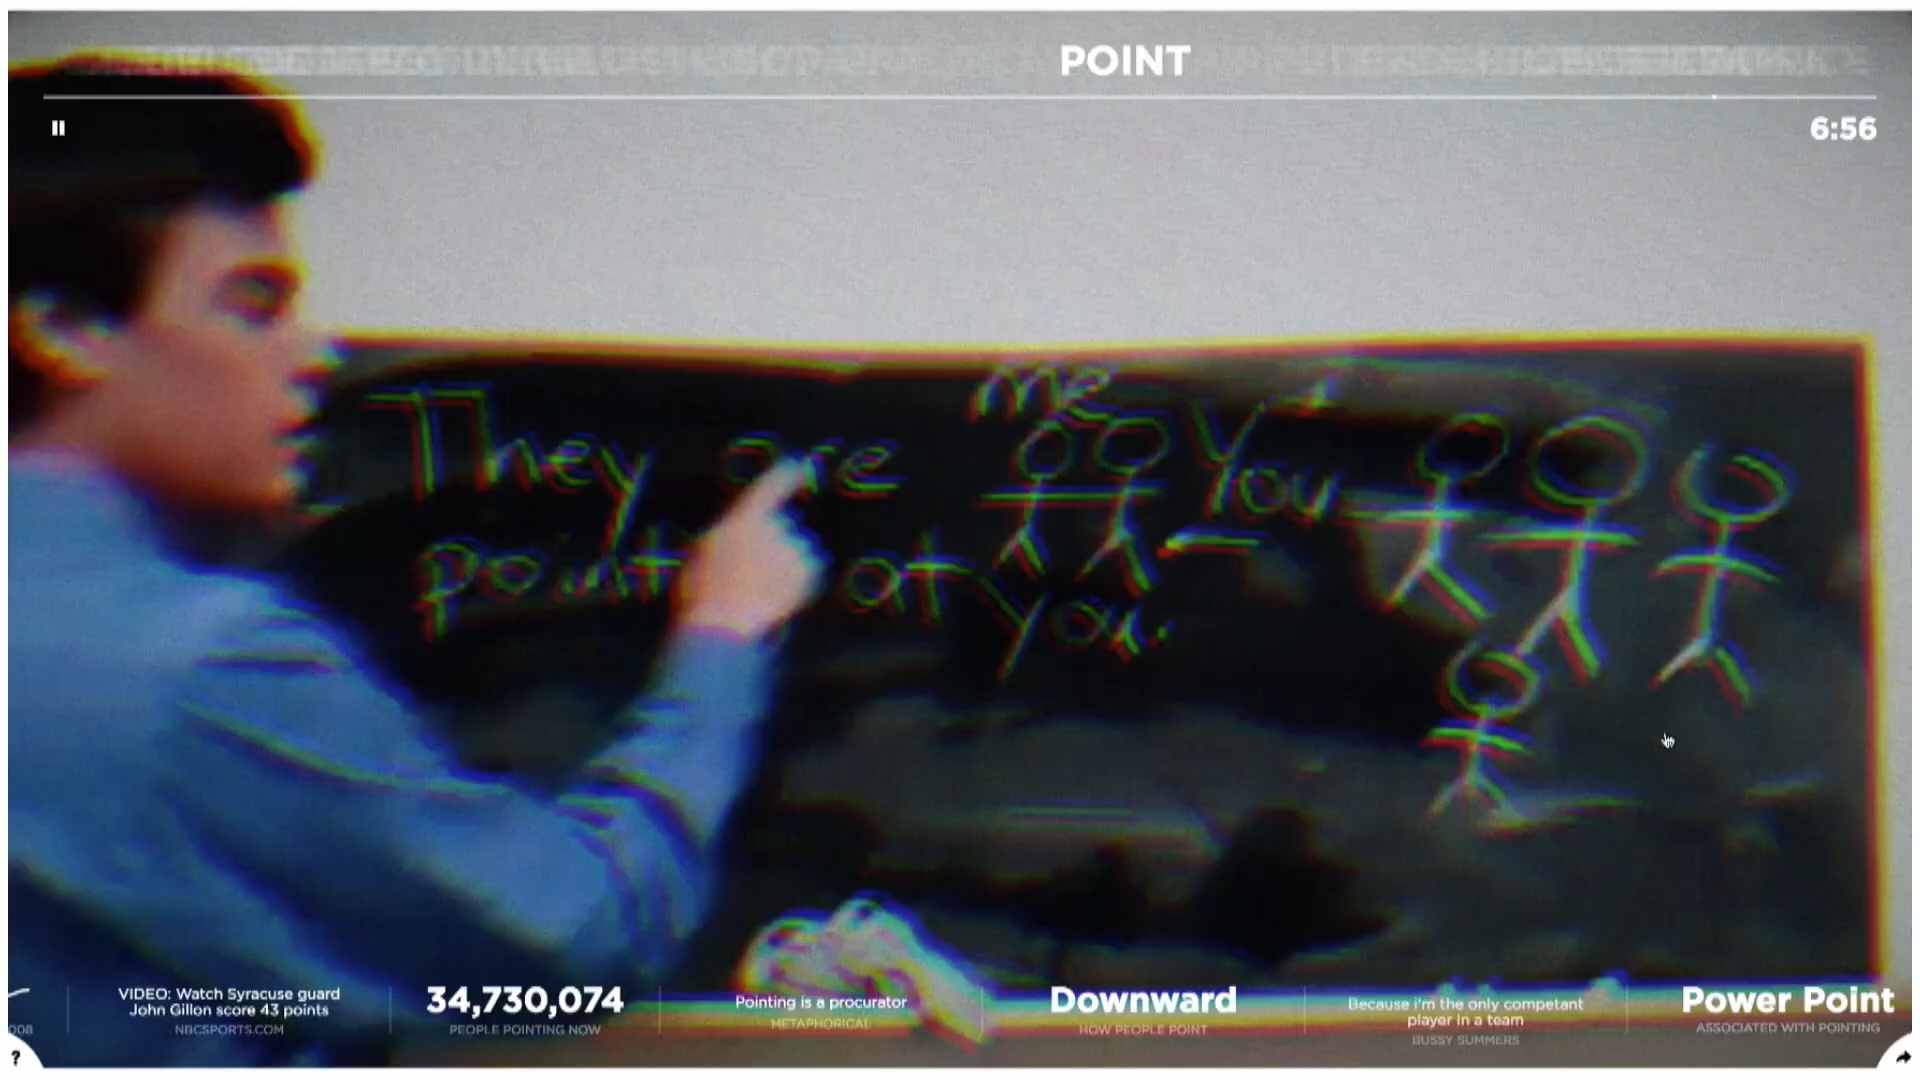 POINT
6:56
Me
They are
You
point at
you.
008
VIDEO: Watch Syracuse guard
John Gillon score 43 points
NBCSPORTS.COM
34,730,074
PEOPLE POINTING NOW
Pointing is a procurator
METAPHORICAL
Downward
HOW PEOPLE POINT
Because i'm the only competant
player in a team
BUSSY SUMMERS
Power Point
ASSOCIATED WITH POINTING
?